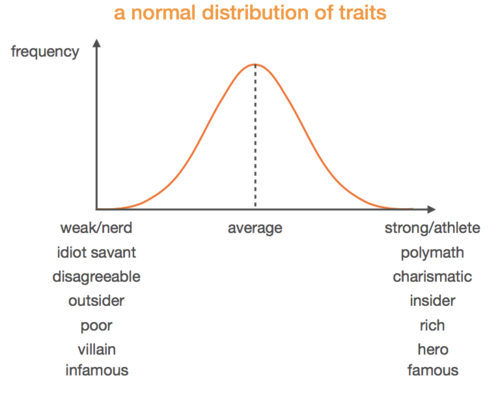 a normal distribution of traits
frequency
weak/nerd average strong/athlete
idiot savant polymath
disagreeable charismatic
outsider insider
poor rich
villain hero
infamous famous